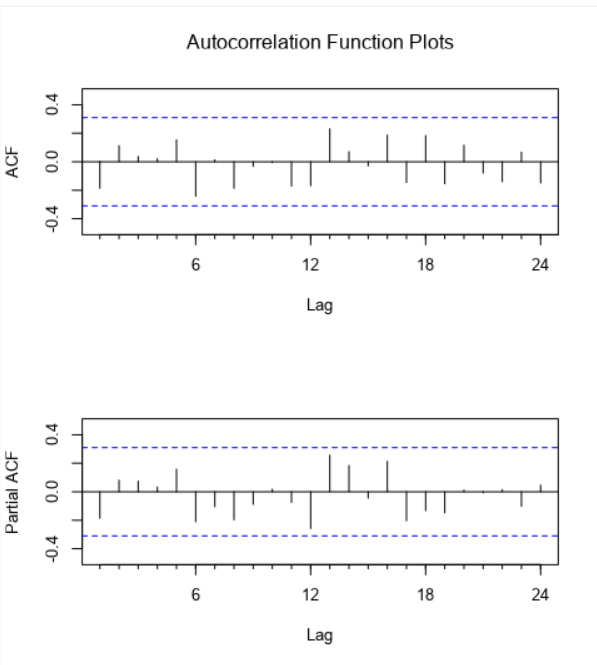 Autocorrelation Function Plots
ACF
0.4
0.0
-0.4
6 12 18 24
Lag
Partial ACF
0.4
0.0
-0.4
6 12 18 24
Lag